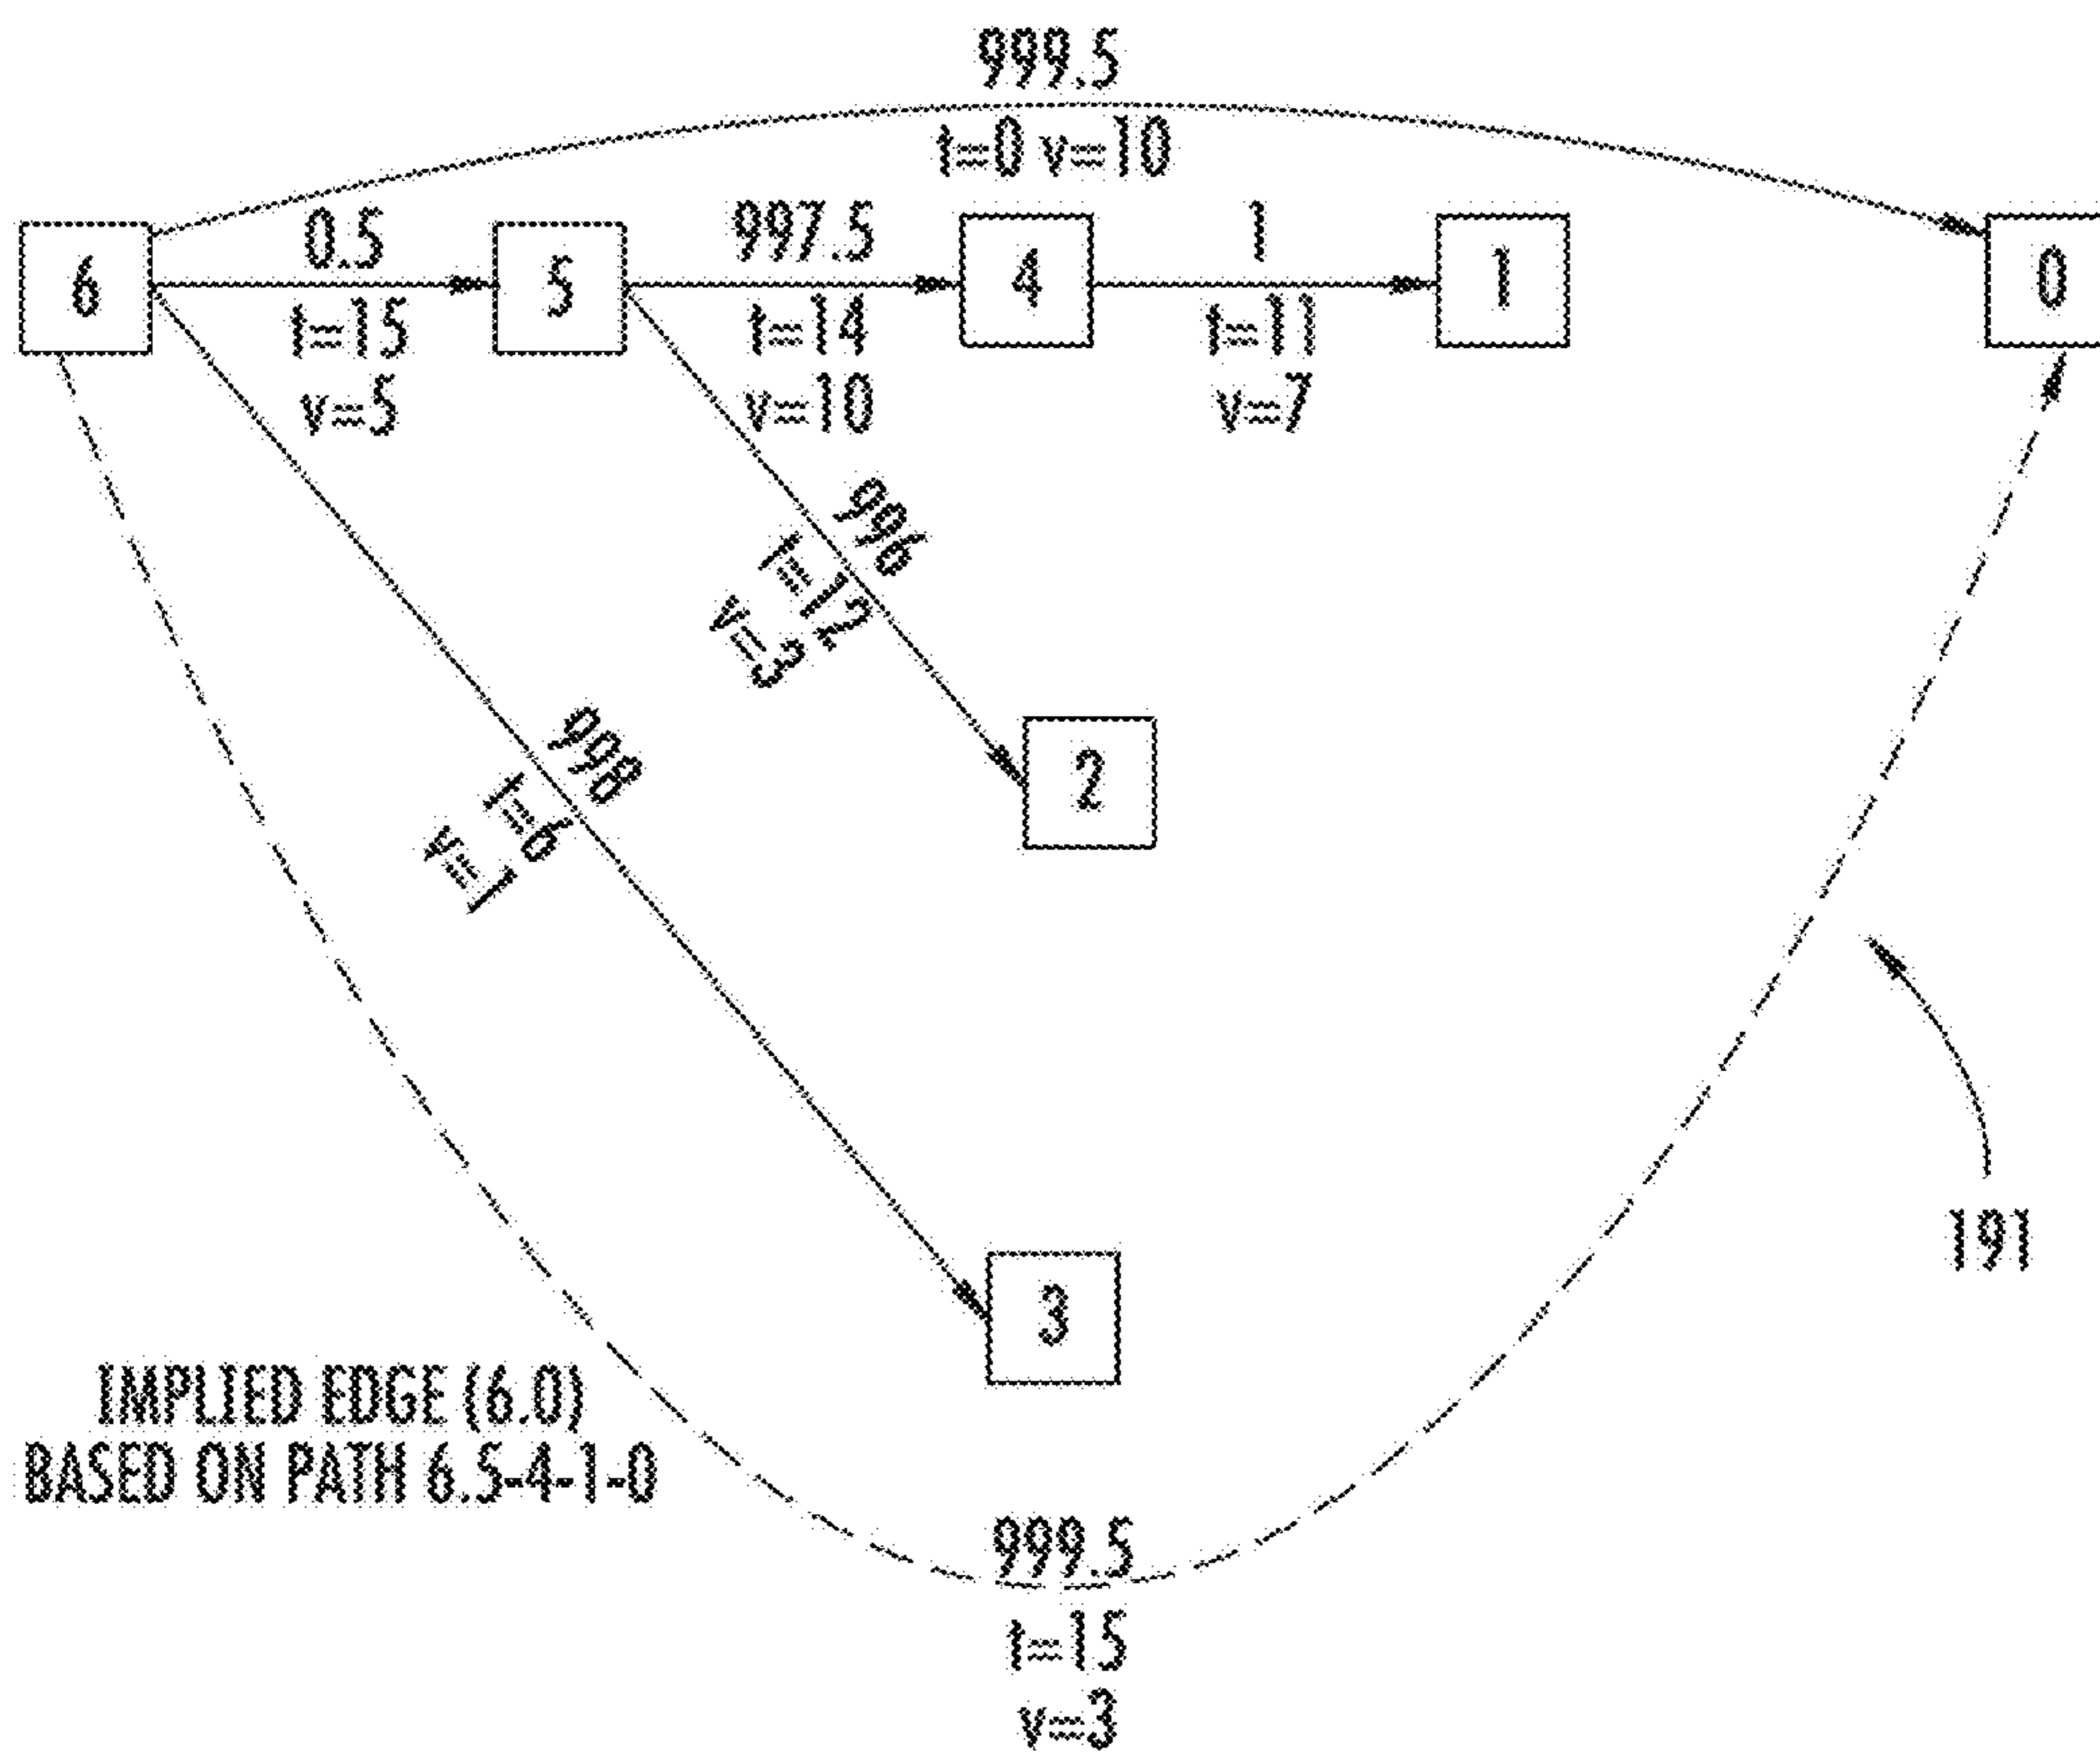 999.5
t=0 v=10
6
0.5
t=15
v=5
5
997.5
t=14
v=10
4
1
t=11
v=7
1
0
996
t=12
v=3
2
998
t=6
v=1
3
191
IMPLIED EDGE (6.0)
BASED ON PATH 6.5-4-1-0
999.5
t=15
v=3